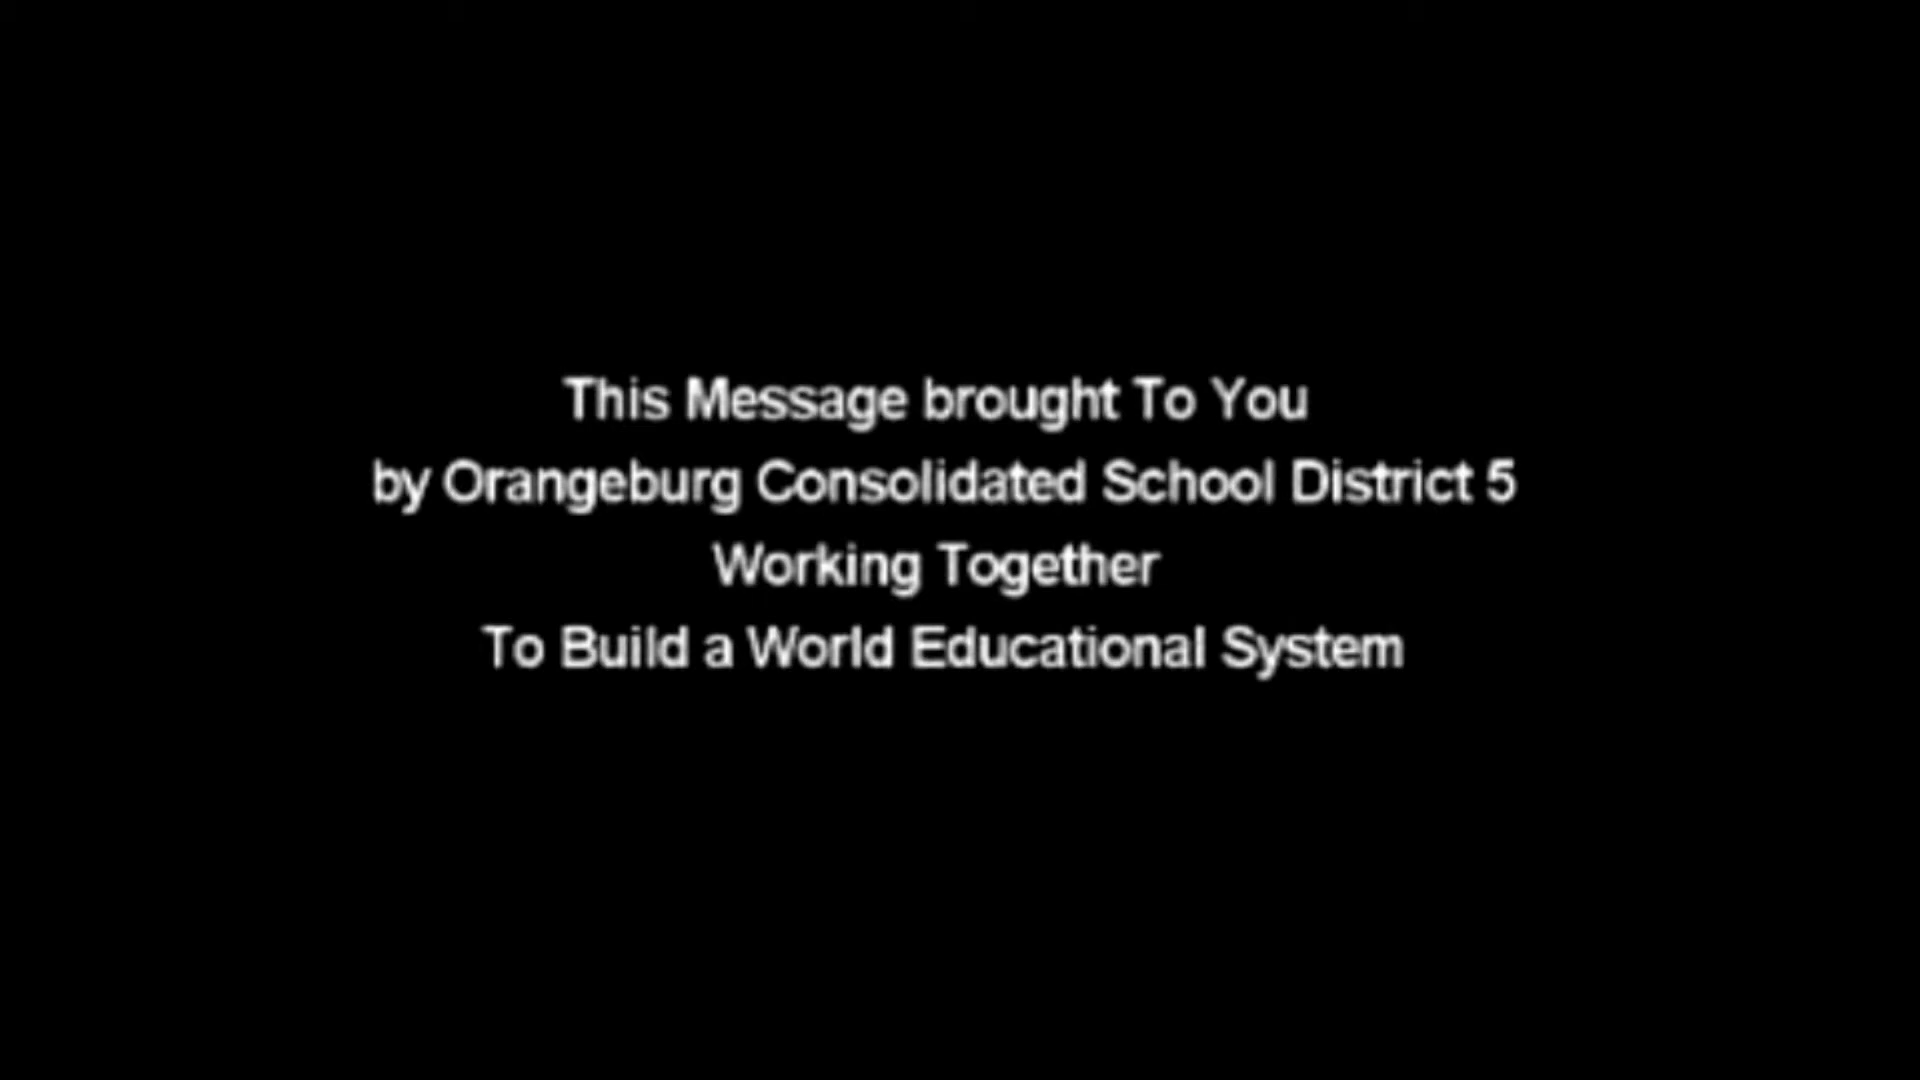 This Message brought To You
by Orangeburg Consolidated School District 5
Working Together
To Build a World Educational System